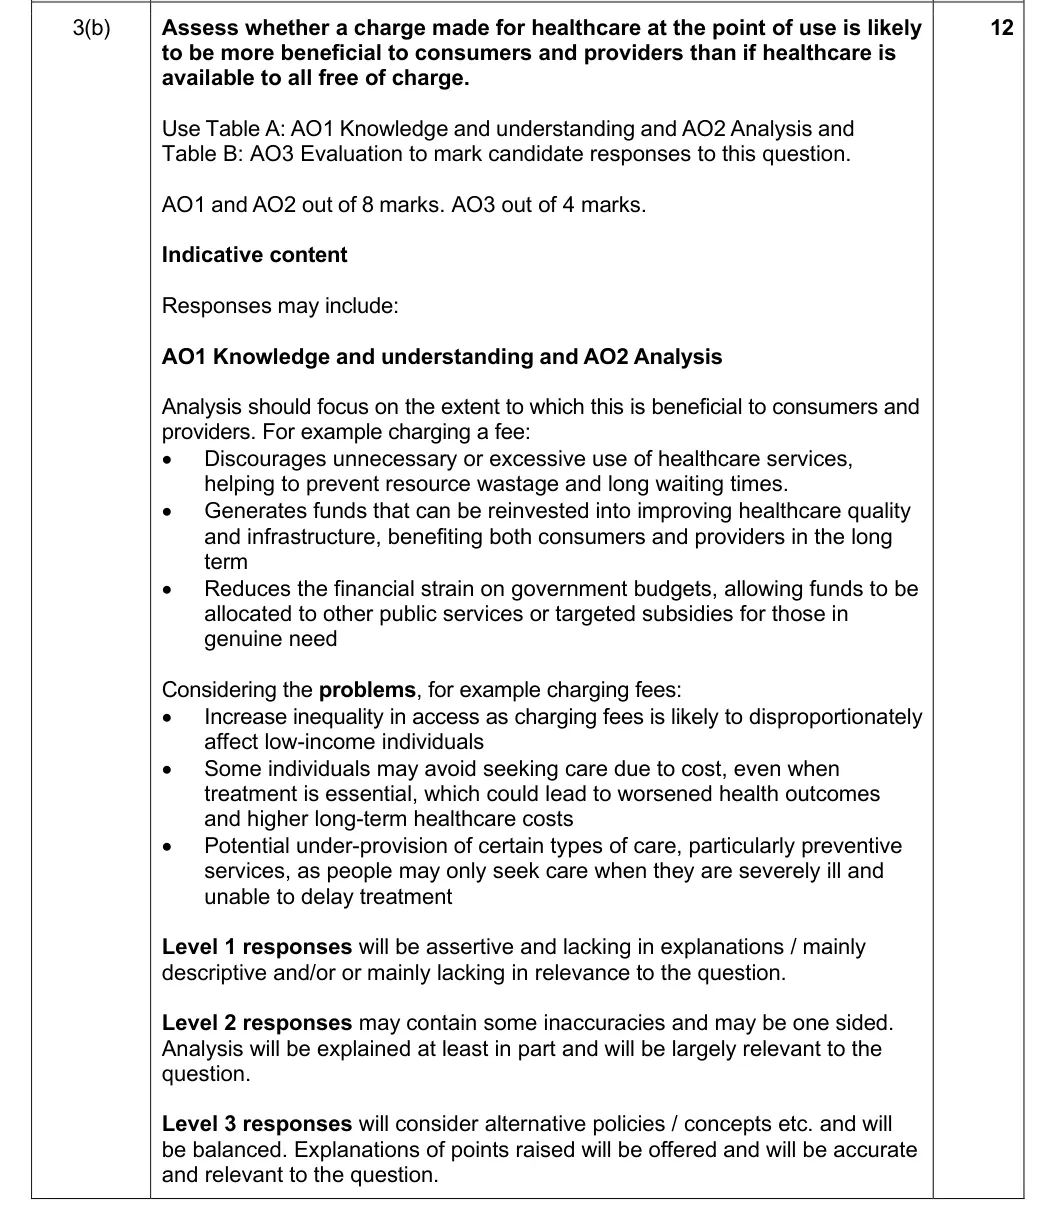 3(b)
Assess whether a charge made for healthcare at the point of use is likely
to be more beneficial to consumers and providers than if healthcare is
available to all free of charge.
12
Use Table A: AO1 Knowledge and understanding and AO2 Analysis and
Table B: AO3 Evaluation to mark candidate responses to this question.
AO1 and AO2 out of 8 marks. AO3 out of 4 marks.
Indicative content
Responses may include:
AO1 Knowledge and understanding and AO2 Analysis
Analysis should focus on the extent to which this is beneficial to consumers and
providers. For example charging a fee:
• Discourages unnecessary or excessive use of healthcare services,
helping to prevent resource wastage and long waiting times.
• Generates funds that can be reinvested into improving healthcare quality
and infrastructure, benefiting both consumers and providers in the long
term
• Reduces the financial strain on government budgets, allowing funds to be
allocated to other public services or targeted subsidies for those in
genuine need
Considering the problems, for example charging fees:
• Increase inequality in access as charging fees is likely to disproportionately
affect low-income individuals
• Some individuals may avoid seeking care due to cost, even when
treatment is essential, which could lead to worsened health outcomes
and higher long-term healthcare costs
• Potential under-provision of certain types of care, particularly preventive
services, as people may only seek care when they are severely ill and
unable to delay treatment
Level 1 responses will be assertive and lacking in explanations / mainly
descriptive and/or or mainly lacking in relevance to the question.
Level 2 responses may contain some inaccuracies and may be one sided.
Analysis will be explained at least in part and will be largely relevant to the
question.
Level 3 responses will consider alternative policies / concepts etc. and will
be balanced. Explanations of points raised will be offered and will be accurate
and relevant to the question.